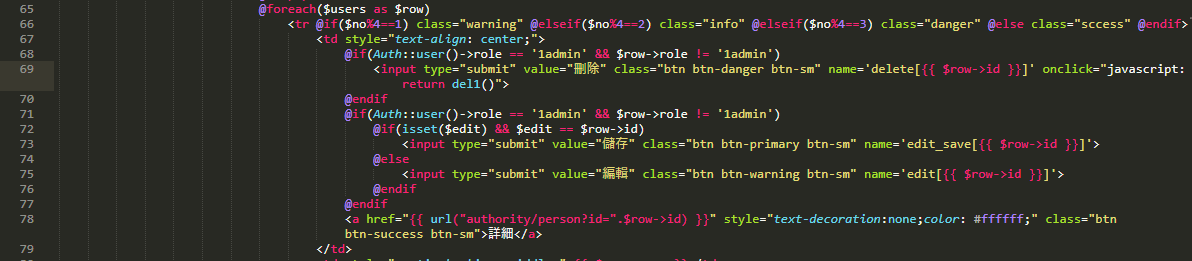 65 @foreach($users as $row)
66 <tr @if($no%4==1) class="warning" @elseif($no%4==2) class="info" @elseif($no%4==3) class="danger" @else class="sccess" @endif>
67 <td style="text-align: center;">
68 @if(Auth::user()->role == '1admin' && $row->role != '1admin')
69 <input type="submit" value="刪除" class="btn btn-danger btn-sm" name='delete[{{ $row->id }}]' onclick="javascript:
return del1()">
70 @endif
71 @if(Auth::user()->role == '1admin' && $row->role != '1admin')
72 @if(isset($edit) && $edit == $row->id)
73 <input type="submit" value="儲存" class="btn btn-primary btn-sm" name='edit_save[{{ $row->id }}]'>
74 @else
75 <input type="submit" value="編輯" class="btn btn-warning btn-sm" name='edit[{{ $row->id }}]'>
76 @endif
77 @endif
78 <a href="{{ url("authority/person?id=".$row->id) }}" style="text-decoration:none;color: #ffffff;" class="btn
btn-success btn-sm">詳細</a>
79 </td>